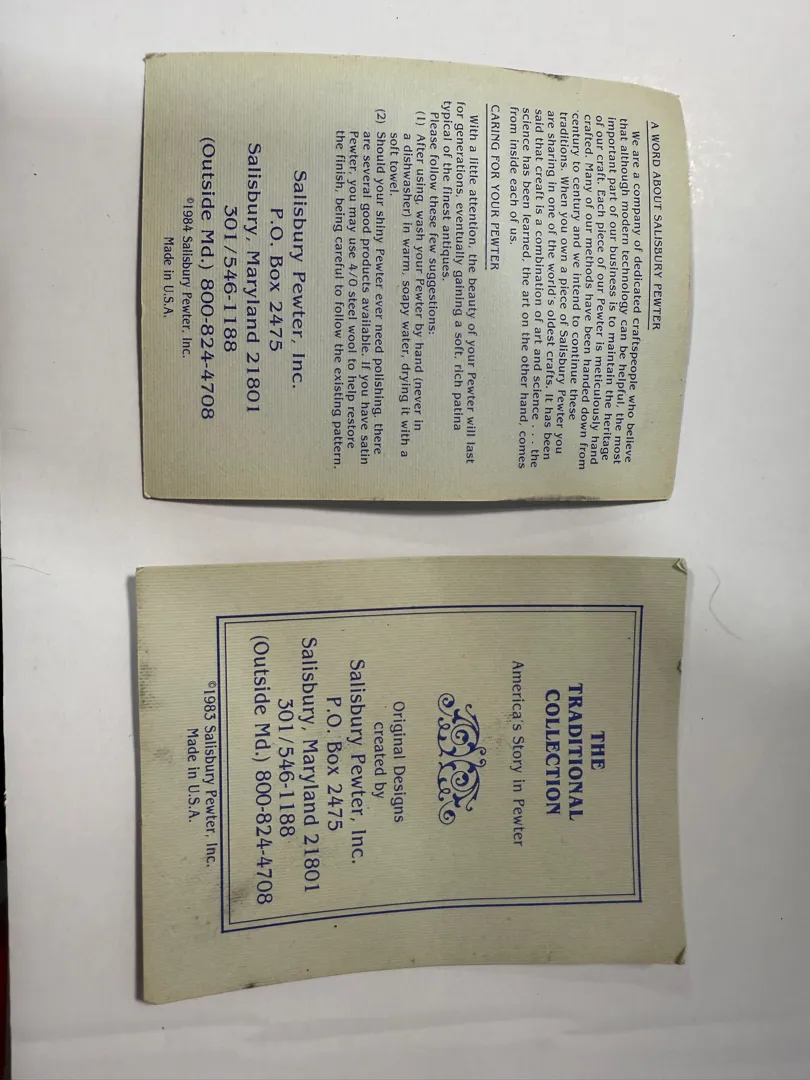 A WORD ABOUT SALISBURY PEWTER
We are a company of dedicated craftspeople who believe
that although modern technology can be helpful, the most
important part of our business is to maintain the heritage
of our craft. Each piece of our Pewter is meticulously hand
crafted. Many of our methods have been handed down from
century to century and we intend to continue these
traditions. When you own a piece of Salisbury Pewter you
are sharing in one of the world's oldest crafts. It has been
said that craft is a combination of art and science . . . the
science has been learned, the art on the other hand, comes
from inside each of us.
CARING FOR YOUR PEWTER
With a little attention, the beauty of your Pewter will last
for generations, eventually gaining a soft, rich patina
typical of the finest antiques.
Please follow these few suggestions:
(1) After using, wash your Pewter by hand (never in
a dishwasher) in warm, soapy water, drying it with a
soft towel.
(2) Should your shiny Pewter ever need polishing, there
are several good products available. If you have satin
Pewter, you may use 4/0 steel wool to help restore
the finish, being careful to follow the existing pattern.
Salisbury Pewter, Inc.
P.O. Box 2475
Salisbury, Maryland 21801
301/546-1188
(Outside Md.) 800-824-4708
©1984 Salisbury Pewter, Inc.
Made in U.S.A.
THE
TRADITIONAL
COLLECTION
America's Story in Pewter
Original Designs
created by
Salisbury Pewter, Inc.
P.O. Box 2475
Salisbury, Maryland 21801
301/546-1188
(Outside Md.) 800-824-4708
©1983 Salisbury Pewter, Inc.
Made in U.S.A.